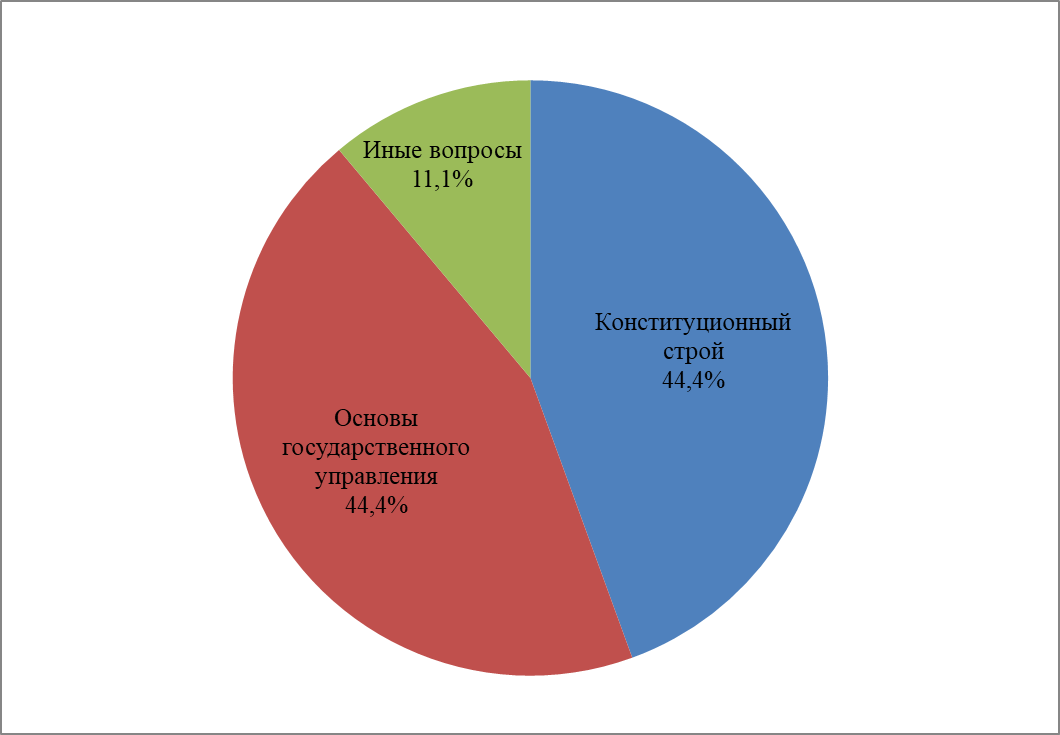 Иные вопросы
11,1%
Конституционный
строй
44,4%
Основы
государственного
управления
44,4%